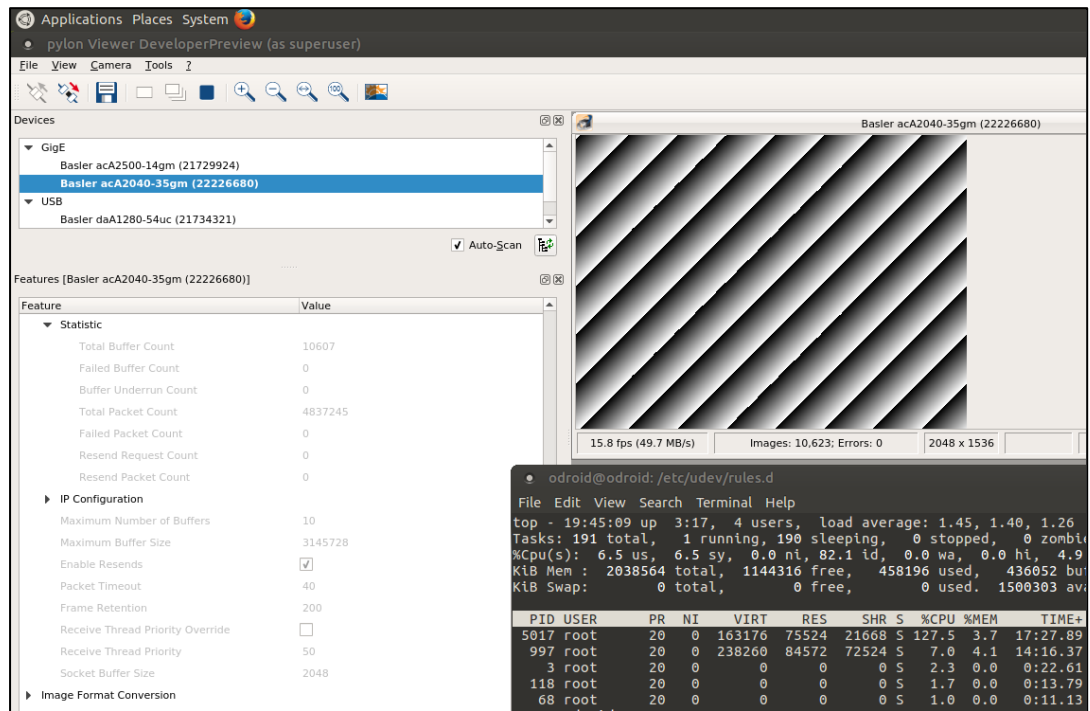 Applications Places System
pylon Viewer DeveloperPreview (as superuser)
File View Camera Tools ?
Devices
GigE
Basler acA2500-14gm (21729924)
Basler acA2040-35gm (22226680)
USB
Basler daA1280-54uc (21734321)
Auto-Scan
Features [Basler acA2040-35gm (22226680)]
Feature Value
Statistic
Total Buffer Count 10607
Failed Buffer Count 0
Buffer Underrun Count 0
Total Packet Count 4837245
Failed Packet Count 0
Resend Request Count 0
Resend Packet Count 0
IP Configuration
Maximum Number of Buffers 10
Maximum Buffer Size 3145728
Enable Resends
Packet Timeout 40
Frame Retention 200
Receive Thread Priority Override
Receive Thread Priority 50
Socket Buffer Size 2048
Image Format Conversion
Basler acA2040-35gm (22226680)
15.8 fps (49.7 MB/s) Images: 10,623; Errors: 0 2048 x 1536
odroid@odroid: /etc/udev/rules.d
File Edit View Search Terminal Help
top - 19:45:09 up 3:17, 4 users, load average: 1.45, 1.40, 1.26
Tasks: 191 total, 1 running, 190 sleeping, 0 stopped, 0 zombi
%Cpu(s): 6.5 us, 6.5 sy, 0.0 ni, 82.1 id, 0.0 wa, 0.0 hi, 4.9
KiB Mem : 2038564 total, 1144316 free, 458196 used, 436052 bu
KiB Swap: 0 total, 0 free, 0 used. 1500303 ava
PID USER PR NI VIRT RES SHR S %CPU %MEM TIME+
5017 root 20 0 163176 75524 21668 S 127.5 3.7 17:27.89
997 root 20 0 238260 84572 72524 S 7.0 4.1 14:16.37
3 root 20 0 0 0 0 S 2.3 0.0 0:22.61
118 root 20 0 0 0 0 S 1.7 0.0 0:13.79
68 root 20 0 0 0 0 S 1.0 0.0 0:11.13